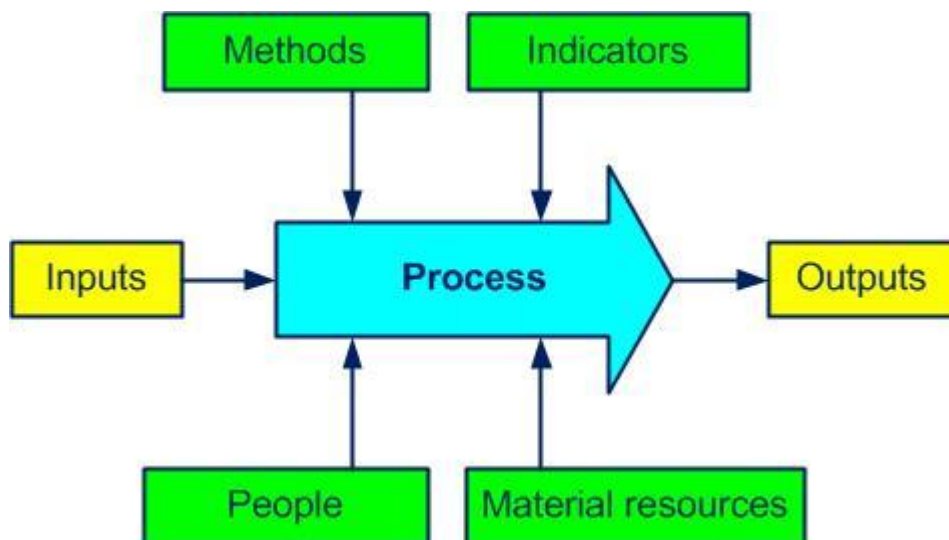 Methods
Indicators
Inputs
Process
Outputs
People
Material resources